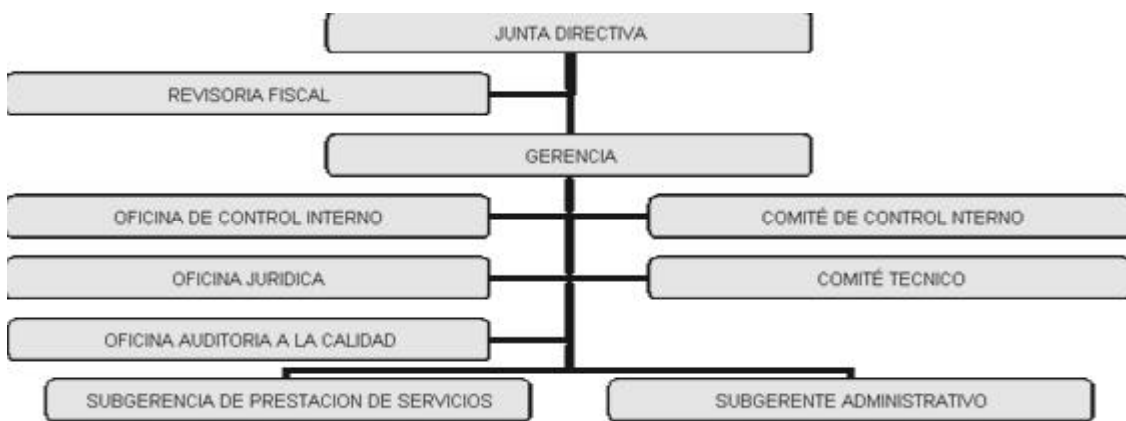 JUNTA DIRECTIVA
REVISORIA FISCAL
GERENCIA
OFICINA DE CONTROL INTERNO
COMITÉ DE CONTROL NTERNO
OFICINA JURIDICA
COMITÉ TECNICO
OFICINA AUDITORIA A LA CALIDAD
SUBGERENCIA DE PRESTACION DE SERVICIOS
SUBGERENTE ADMINISTRATIVO